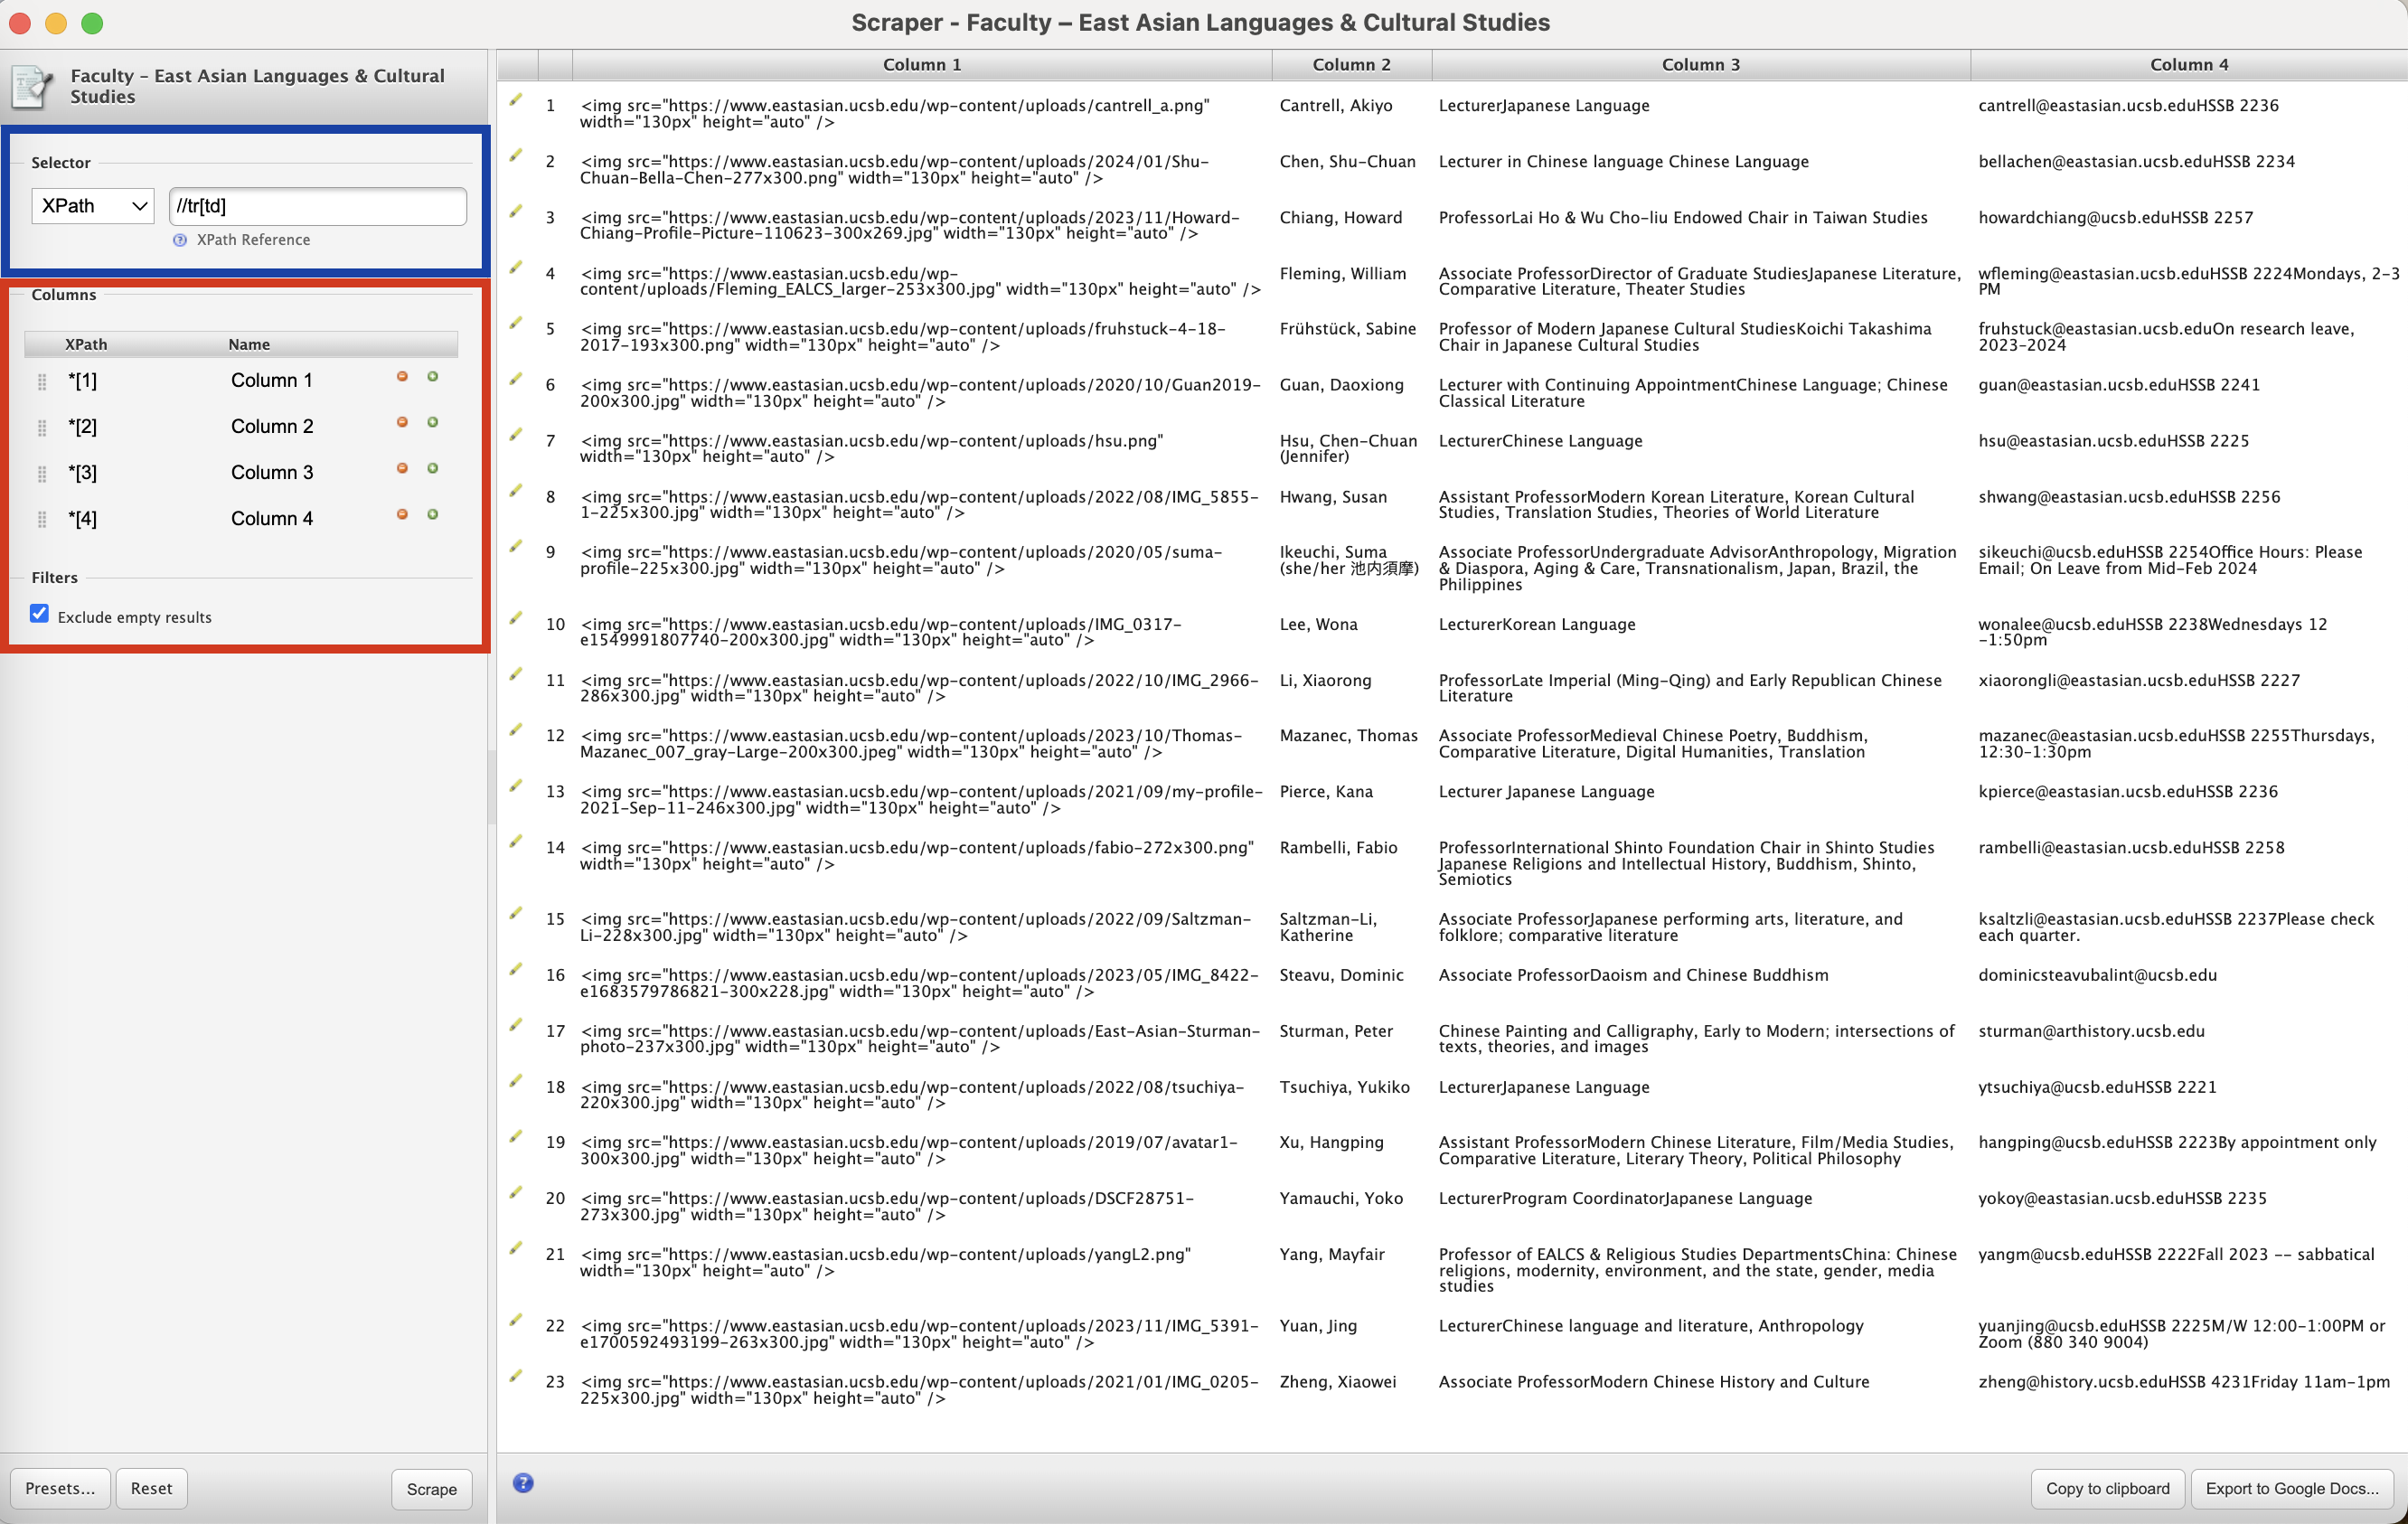 Scraper - Faculty – East Asian Languages & Cultural Studies
Faculty – East Asian Languages & Cultural
Studies
Selector
XPath
//tr[td]
XPath Reference
Columns
XPath Name
*[1] Column 1
*[2] Column 2
*[3] Column 3
*[4] Column 4
Filters
Exclude empty results
Presets...
Reset
Scrape
Column 1 Column 2 Column 3 Column 4
1 <img src="https://www.eastasian.ucsb.edu/wp-content/uploads/cantrell_a.png" Cantrell, Akiyo LecturerJapanese Language cantrell@eastasian.ucsb.eduHSSB 2236
width="130px" height="auto" />
2 <img src="https://www.eastasian.ucsb.edu/wp-content/uploads/2024/01/Shu- Chen, Shu-Chuan Lecturer in Chinese language Chinese Language bellachen@eastasian.ucsb.eduHSSB 2234
Chuan-Bella-Chen-277x300.png" width="130px" height="auto" />
3 <img src="https://www.eastasian.ucsb.edu/wp-content/uploads/2023/11/Howard- Chiang, Howard ProfessorLai Ho & Wu Cho-liu Endowed Chair in Taiwan Studies howardchiang@ucsb.eduHSSB 2257
Chiang-Profile-Picture-110623-300x269.jpg" width="130px" height="auto" />
4 <img src="https://www.eastasian.ucsb.edu/wp- Fleming, William Associate ProfessorDirector of Graduate StudiesJapanese Literature, wfleming@eastasian.ucsb.eduHSSB 2224Mondays, 2-3
content/uploads/Fleming_EALCS_larger-253x300.jpg" width="130px" height="auto" /> Comparative Literature, Theater Studies PM
5 <img src="https://www.eastasian.ucsb.edu/wp-content/uploads/fruhstuck-4-18- Frühstück, Sabine Professor of Modern Japanese Cultural StudiesKoichi Takashima fruhstuck@eastasian.ucsb.eduOn research leave,
2017-193x300.png" width="130px" height="auto" /> Chair in Japanese Cultural Studies 2023-2024
6 <img src="https://www.eastasian.ucsb.edu/wp-content/uploads/2020/10/Guan2019- Guan, Daoxiong Lecturer with Continuing AppointmentChinese Language; Chinese guan@eastasian.ucsb.eduHSSB 2241
200x300.jpg" width="130px" height="auto" /> Classical Literature
7 <img src="https://www.eastasian.ucsb.edu/wp-content/uploads/hsu.png" Hsu, Chen-Chuan LecturerChinese Language hsu@eastasian.ucsb.eduHSSB 2225
width="130px" height="auto" /> (Jennifer)
8 <img src="https://www.eastasian.ucsb.edu/wp-content/uploads/2022/08/IMG_5855- Hwang, Susan Assistant ProfessorModern Korean Literature, Korean Cultural shwang@eastasian.ucsb.eduHSSB 2256
1-225x300.jpg" width="130px" height="auto" /> Studies, Translation Studies, Theories of World Literature
9 <img src="https://www.eastasian.ucsb.edu/wp-content/uploads/2020/05/suma- Ikeuchi, Suma Associate ProfessorUndergraduate AdvisorAnthropology, Migration sikeuchi@ucsb.eduHSSB 2254Office Hours: Please
profile-225x300.jpg" width="130px" height="auto" /> (she/her 池内須摩) & Diaspora, Aging & Care, Transnationalism, Japan, Brazil, the Email; On Leave from Mid-Feb 2024
Philippines
10 <img src="https://www.eastasian.ucsb.edu/wp-content/uploads/IMG_0317- Lee, Wona LecturerKorean Language wonalee@ucsb.eduHSSB 2238Wednesdays 12
e1549991807740-200x300.jpg" width="130px" height="auto" /> -1:50pm
11 <img src="https://www.eastasian.ucsb.edu/wp-content/uploads/2022/10/IMG_2966- Li, Xiaorong ProfessorLate Imperial (Ming-Qing) and Early Republican Chinese xiaorongli@eastasian.ucsb.eduHSSB 2227
286x300.jpg" width="130px" height="auto" /> Literature
12 <img src="https://www.eastasian.ucsb.edu/wp-content/uploads/2023/10/Thomas- Mazanec, Thomas Associate ProfessorMedieval Chinese Poetry, Buddhism, mazanec@eastasian.ucsb.eduHSSB 2255Thursdays,
Mazanec_007_gray-Large-200x300.jpeg" width="130px" height="auto" /> Comparative Literature, Digital Humanities, Translation 12:30-1:30pm
13 <img src="https://www.eastasian.ucsb.edu/wp-content/uploads/2021/09/my-profile- Pierce, Kana Lecturer Japanese Language kpierce@eastasian.ucsb.eduHSSB 2236
2021-Sep-11-246x300.jpg" width="130px" height="auto" />
14 <img src="https://www.eastasian.ucsb.edu/wp-content/uploads/fabio-272x300.png" Rambelli, Fabio ProfessorInternational Shinto Foundation Chair in Shinto Studies rambelli@eastasian.ucsb.eduHSSB 2258
width="130px" height="auto" /> Japanese Religions and Intellectual History, Buddhism, Shinto,
Semiotics
15 <img src="https://www.eastasian.ucsb.edu/wp-content/uploads/2022/09/Saltzman- Saltzman-Li, Associate ProfessorJapanese performing arts, literature, and ksaltzli@eastasian.ucsb.eduHSSB 2237Please check
Li-228x300.jpg" width="130px" height="auto" /> Katherine folklore; comparative literature each quarter.
16 <img src="https://www.eastasian.ucsb.edu/wp-content/uploads/2023/05/IMG_8422- Steavu, Dominic Associate ProfessorDaoism and Chinese Buddhism dominicsteavubalint@ucsb.edu
e1683579786821-300x228.jpg" width="130px" height="auto" />
17 <img src="https://www.eastasian.ucsb.edu/wp-content/uploads/East-Asian-Sturman- Sturman, Peter Chinese Painting and Calligraphy, Early to Modern; intersections of sturman@arthistory.ucsb.edu
photo-237x300.jpg" width="130px" height="auto" /> texts, theories, and images
18 <img src="https://www.eastasian.ucsb.edu/wp-content/uploads/2022/08/tsuchiya- Tsuchiya, Yukiko LecturerJapanese Language ytsuchiya@ucsb.eduHSSB 2221
220x300.jpg" width="130px" height="auto" />
19 <img src="https://www.eastasian.ucsb.edu/wp-content/uploads/2019/07/avatar1- Xu, Hangping Assistant ProfessorModern Chinese Literature, Film/Media Studies, hangping@ucsb.eduHSSB 2223By appointment only
300x300.jpg" width="130px" height="auto" /> Comparative Literature, Literary Theory, Political Philosophy
20 <img src="https://www.eastasian.ucsb.edu/wp-content/uploads/DSCF28751- Yamauchi, Yoko LecturerProgram CoordinatorJapanese Language yokoy@eastasian.ucsb.eduHSSB 2235
273x300.jpg" width="130px" height="auto" />
21 <img src="https://www.eastasian.ucsb.edu/wp-content/uploads/yangL2.png" Yang, Mayfair Professor of EALCS & Religious Studies DepartmentsChina: Chinese yangm@ucsb.eduHSSB 2222Fall 2023 -- sabbatical
width="130px" height="auto" /> religions, modernity, environment, and the state, gender, media
studies
22 <img src="https://www.eastasian.ucsb.edu/wp-content/uploads/2023/11/IMG_5391- Yuan, Jing LecturerChinese language and literature, Anthropology yuanjing@ucsb.eduHSSB 2225M/W 12:00-1:00PM or
e1700592493199-263x300.jpg" width="130px" height="auto" /> Zoom (880 340 9004)
23 <img src="https://www.eastasian.ucsb.edu/wp-content/uploads/2021/01/IMG_0205- Zheng, Xiaowei Associate ProfessorModern Chinese History and Culture zheng@history.ucsb.eduHSSB 4231Friday 11am-1pm
225x300.jpg" width="130px" height="auto" />
Copy to clipboard
Export to Google Docs...